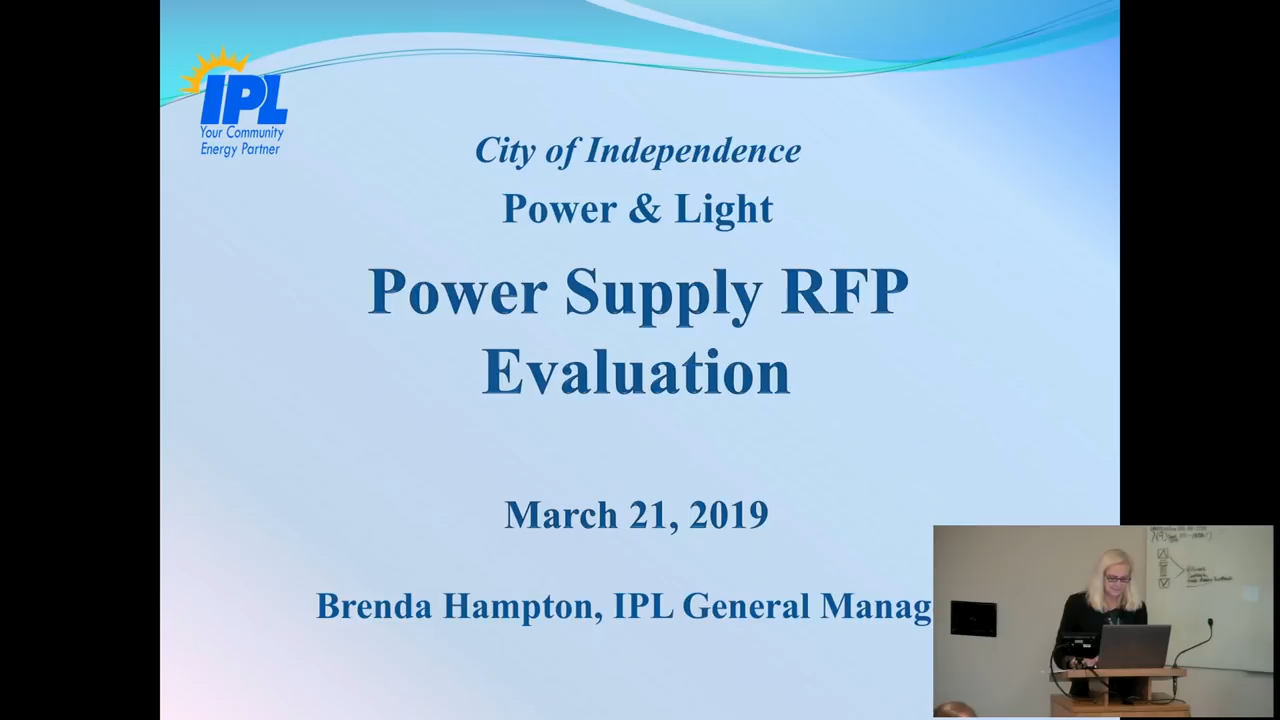 IPL
Your Community
Energy Partner
City of Independence
Power & Light
Power Supply RFP
Evaluation
March 21, 2019
Brenda Hampton, IPL General Manag